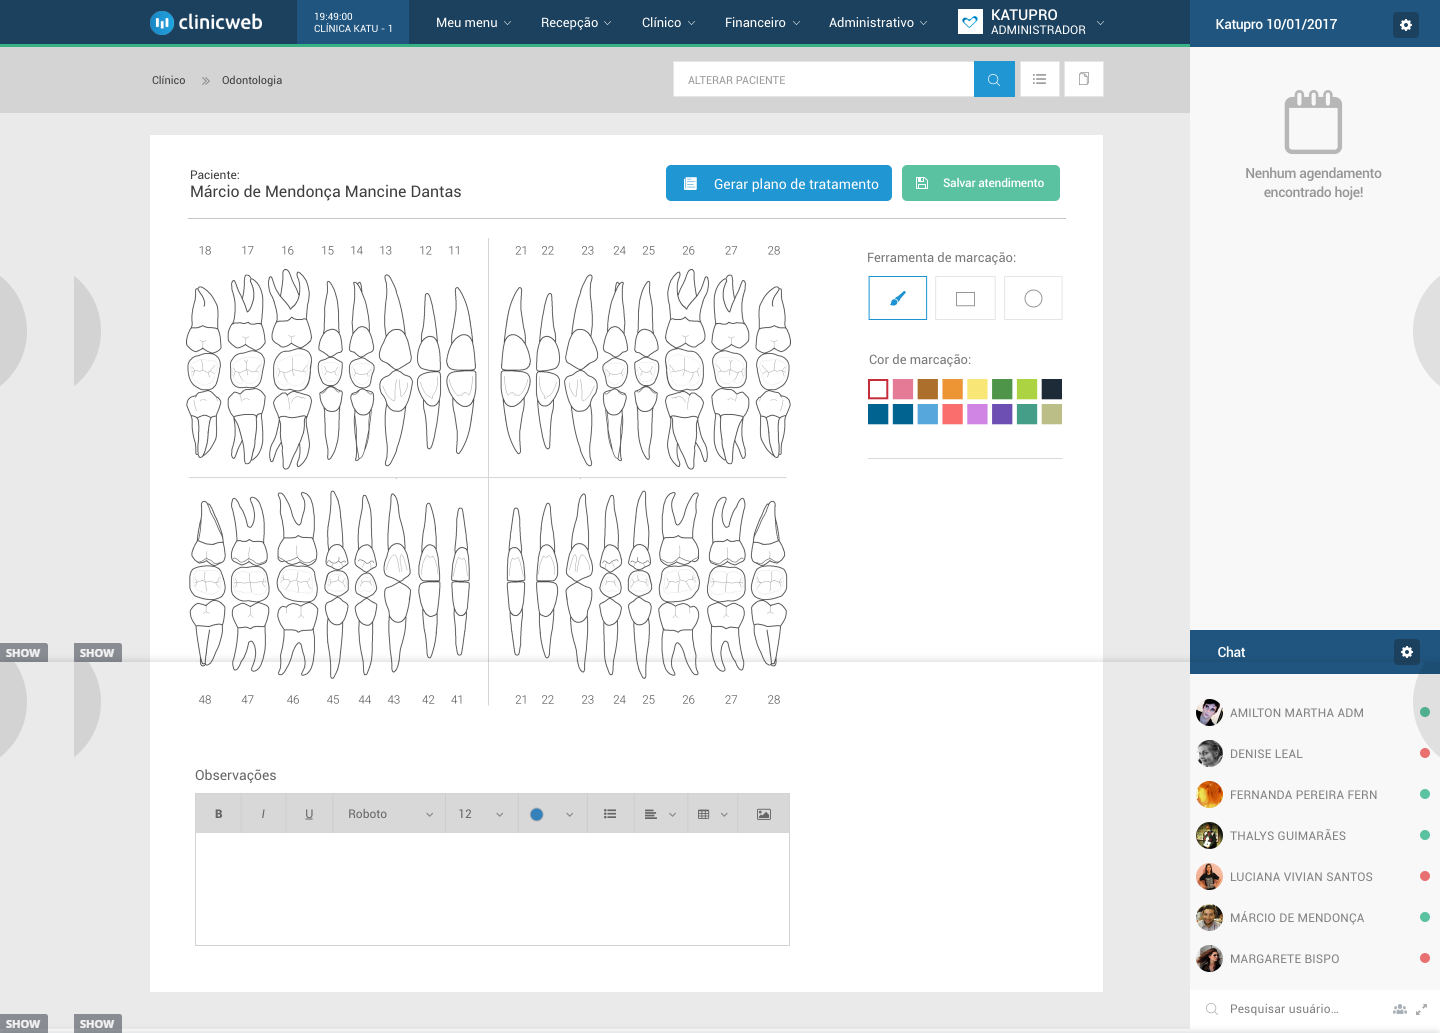 clinicweb
19:49:00
CLÍNICA KATU - 1
Meu menu
Recepção
Clínico
Financeiro
Administrativo
KATUPRO
ADMINISTRADOR
Katupro 10/01/2017
Clínico
Odontologia
ALTERAR PACIENTE
Nenhum agendamento
encontrado hoje!
Paciente:
Márcio de Mendonça Mancine Dantas
Gerar plano de tratamento
Salvar atendimento
18 17 16 15 14 13 12 11 21 22 23 24 25 26 27 28
Ferramenta de marcação:
Cor de marcação:
48 47 46 45 44 43 42 41 21 22 23 24 25 26 27 28
SHOW SHOW
Observações
B I U Roboto 12
Chat
AMILTON MARTHA ADM
DENISE LEAL
FERNANDA PEREIRA FERN
THALYS GUIMARÃES
LUCIANA VIVIAN SANTOS
MÁRCIO DE MENDONÇA
MARGARETE BISPO
Pesquisar usuário...
SHOW SHOW